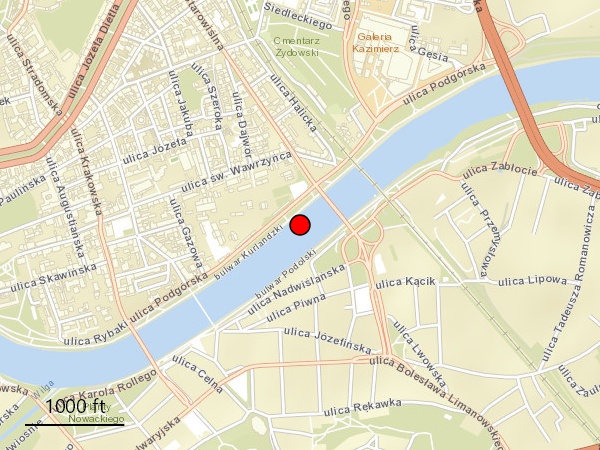 Siedleckiego
Starowiślna
Galeria
Kazimierz
ulica Gęsia
Cmentarz
Żydowski
ulica Józefa Dietla
ulica Stradomska
ulica Podgórska
ulica Szeroka
ulica Jakuba
ulica Dajwór
ulica Halicka
ulica Józefa
ulica św. Wawrzyńca
Paulińska
ulica Krakowska
ulica Augustiańska
ulica Zabłocie
ulica Przemysłowa
ulica Gazowa
bulwar Kurlandzki
bulwar Podolski
ulica Tadeusza Romanowicza
ulica Skawińska
ulica Nadwiślańska
ulica Kącik
ulica Lipowa
ulica Podgórska
ulica Piwna
ulica Rybaki
ulica Józefińska
ulica Lwowska
ulica Celna
ulica Bolesława Limanowskiego
Wilga
Karola Rollego
1000 ft
Nowackiego
ulica Rękawka